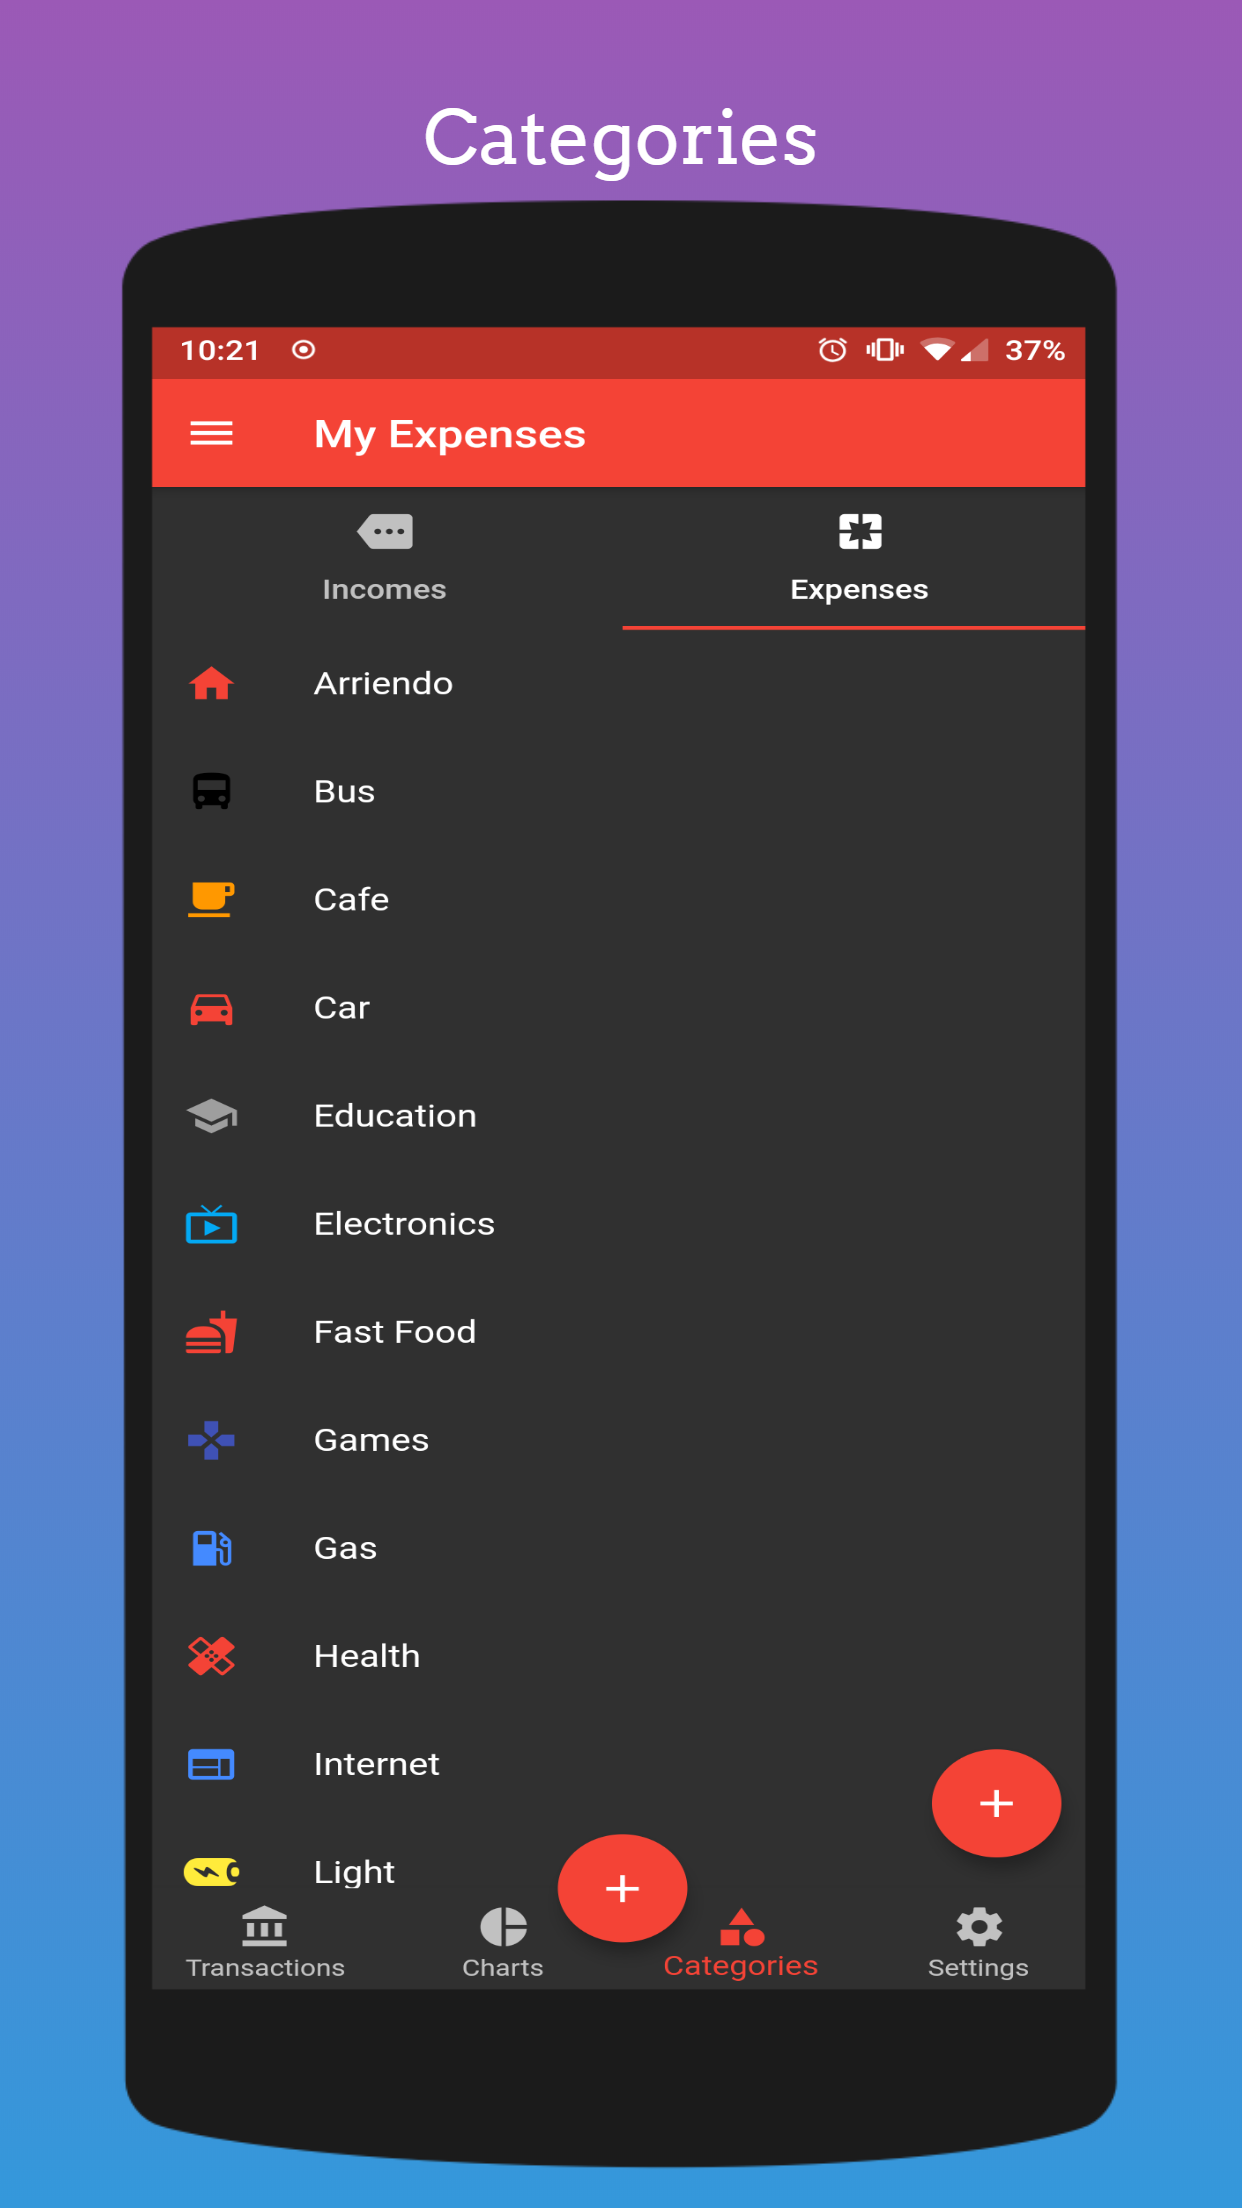 Categories
10:21 37%
My Expenses
Incomes Expenses
Arriendo
Bus
Cafe
Car
Education
Electronics
Fast Food
Games
Gas
Health
Internet
Light
Transactions Charts Categories Settings